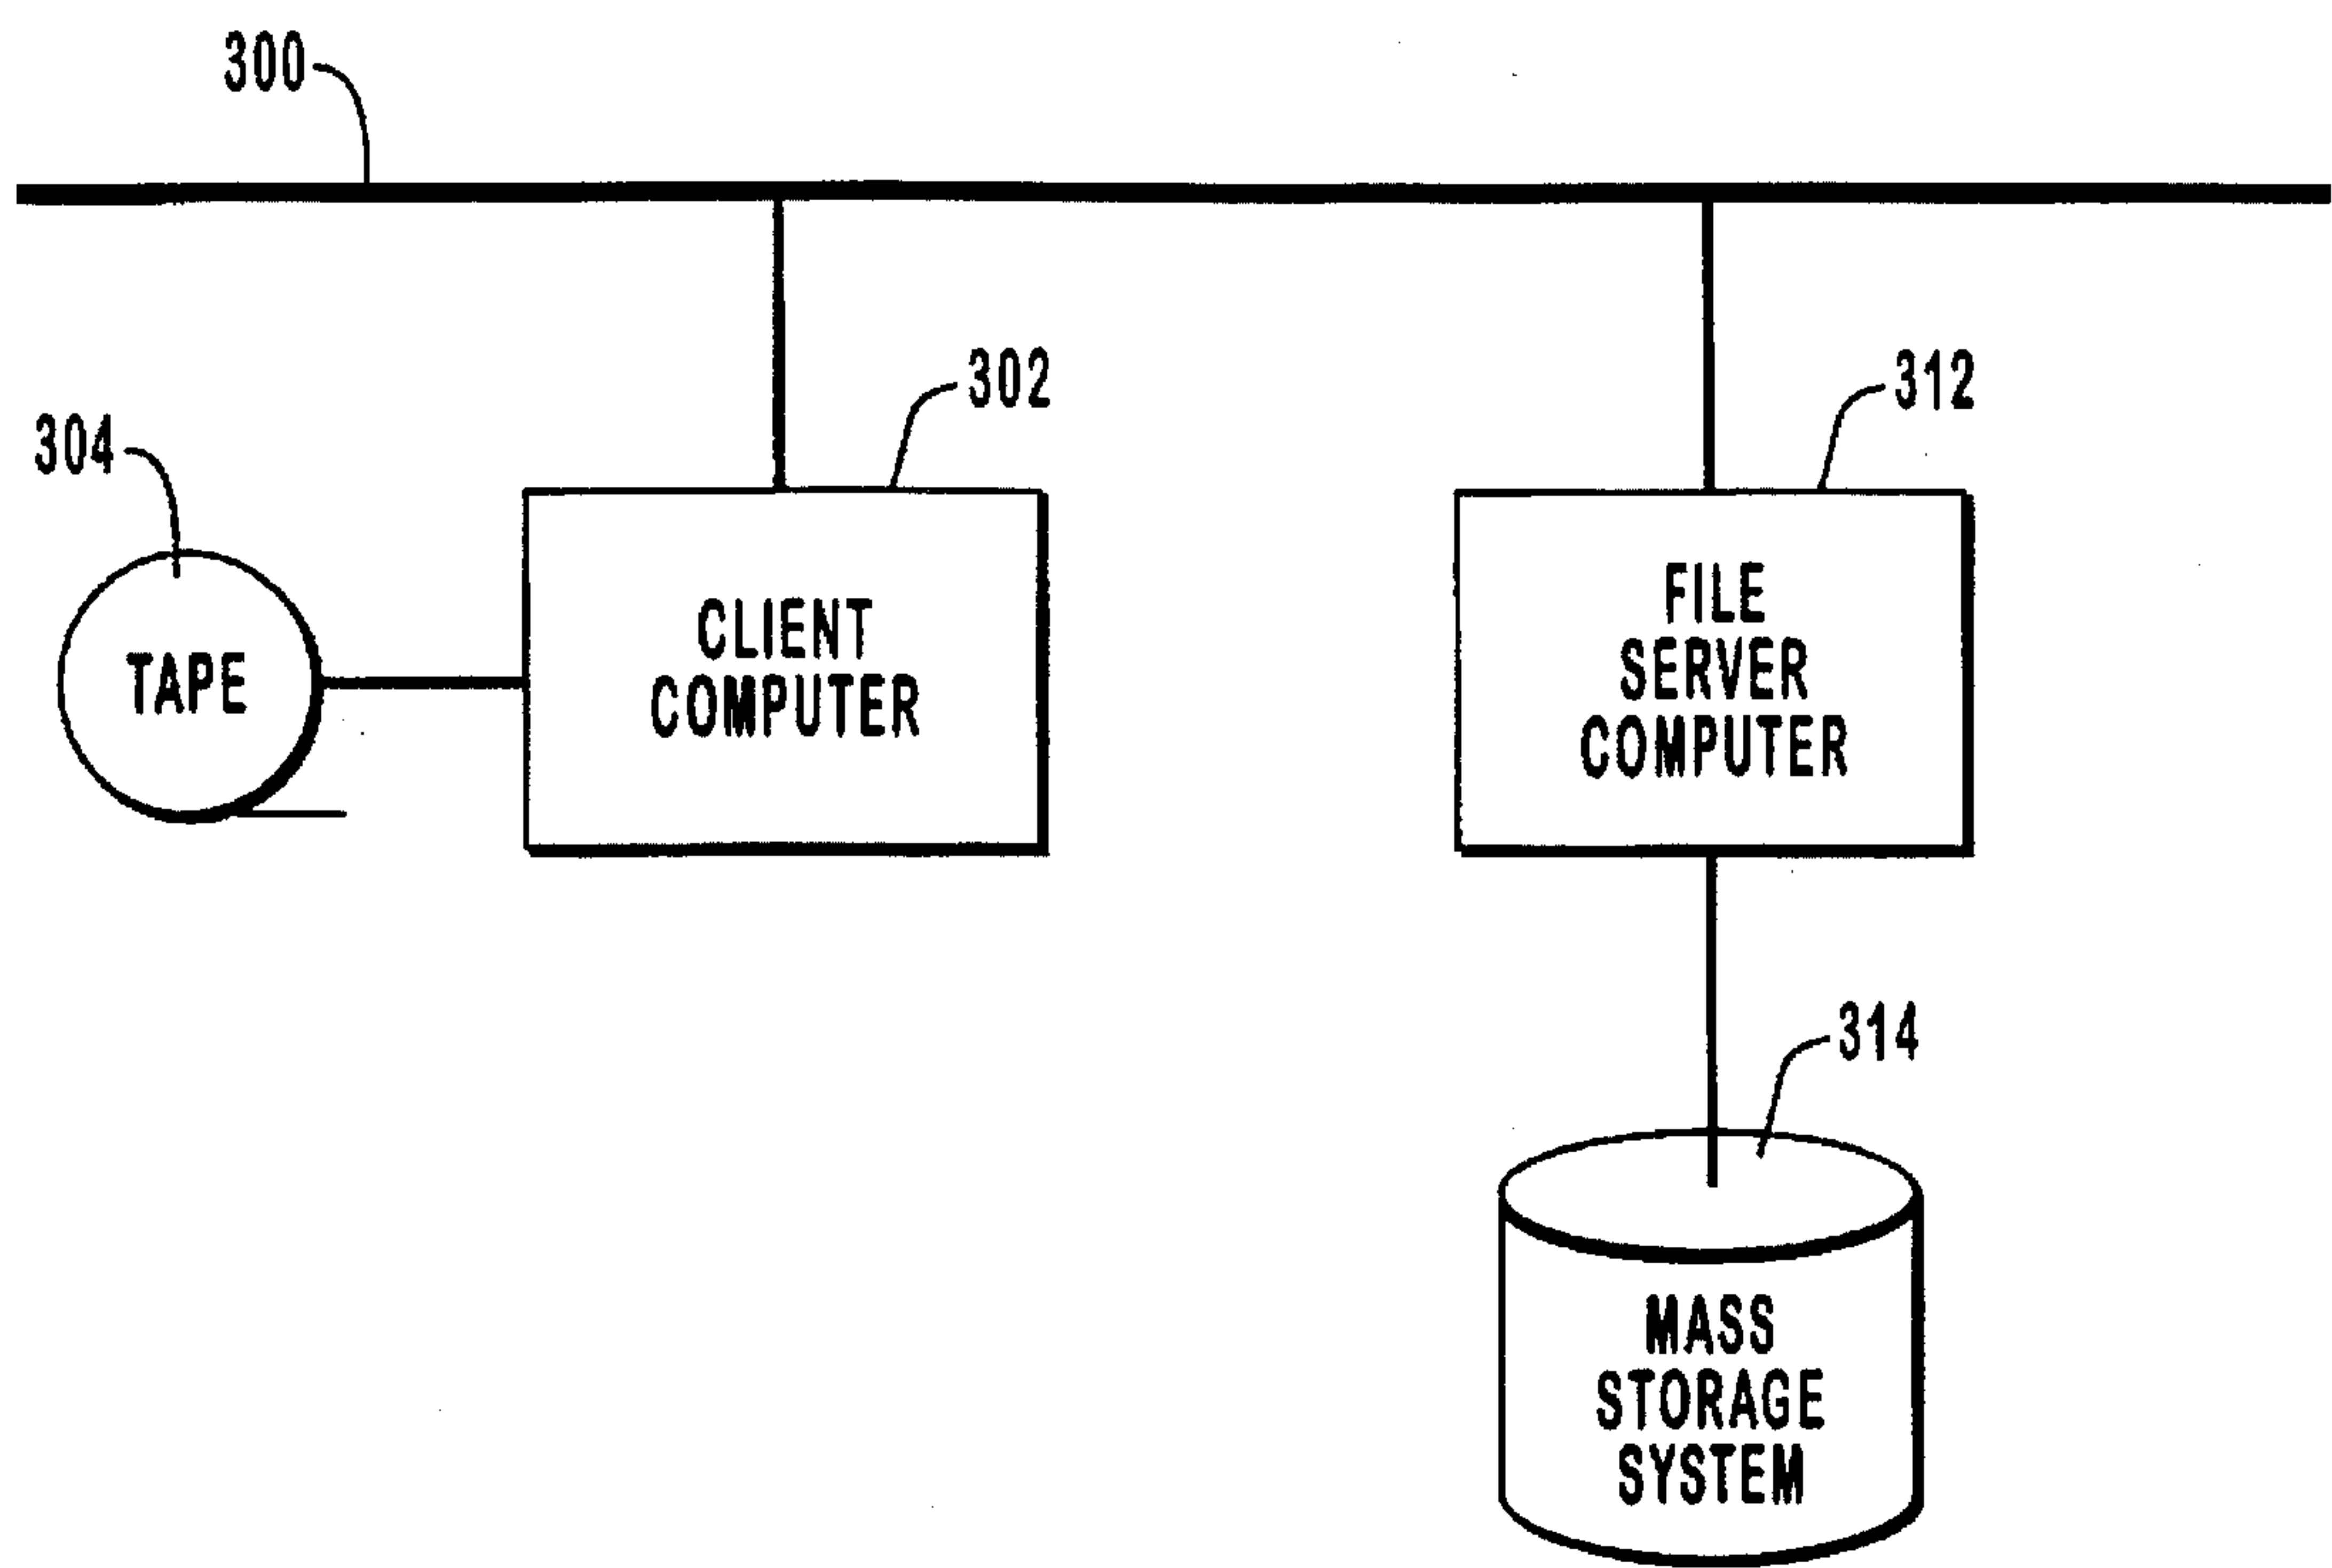 300
302
312
304
CLIENT
COMPUTER
FILE
SERVER
COMPUTER
TAPE
314
MASS
STORAGE
SYSTEM